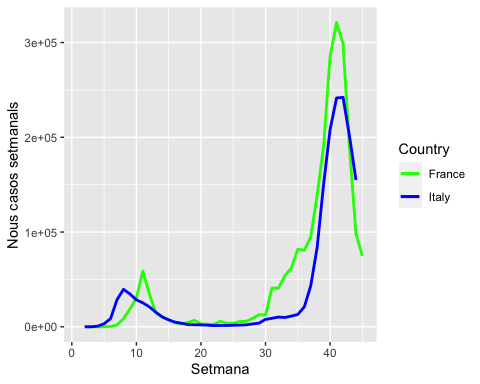 3e+05
2e+05
1e+05
0e+00
Nous casos setmanals
0 10 20 30 40
Setmana
Country
France
Italy